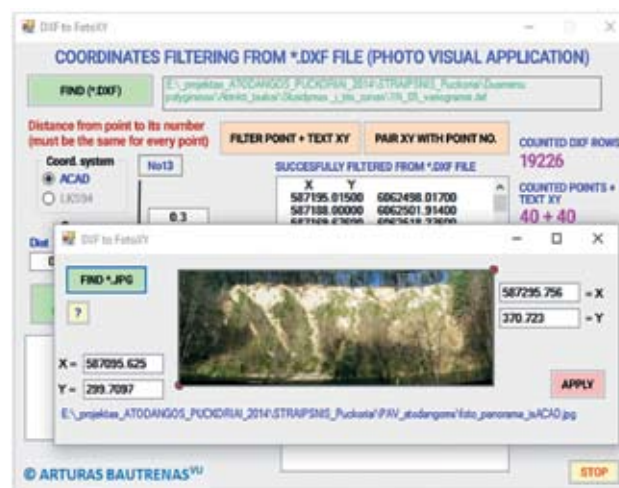 DXF to FotoXY
COORDINATES FILTERING FROM *.DXF FILE (PHOTO VISUAL APPLICATION)
FIND (*.DXF)
Distance from point to its number
(must be the same for every point)
FILTER POINT + TEXT XY
PAIR XY WITH POINT NO.
COUNTED DXF ROWS
19226
Coord. system
ACAD
LKS94
No13
0.3
SUCCESFULLY FILTERED FROM *.DXF FILE
X Y
587195.01500 6062498.01700
587188.00000 6062501.91400
COUNTED POINTS +
TEXT XY
40 + 40
DXF to FotoXY
FIND *.JPG
?
587295.756 = X
370.723 = Y
X = 587095.625
Y = 299.7097
APPLY
E:\_projektas_ATODANGOS_PUCKORIAI_2014\STRAIPSNIS_Puckoriai\PAV_atodangoms\foto_panorama_isACAD.jpg
© ARTURAS BAUTRENAS VU
STOP